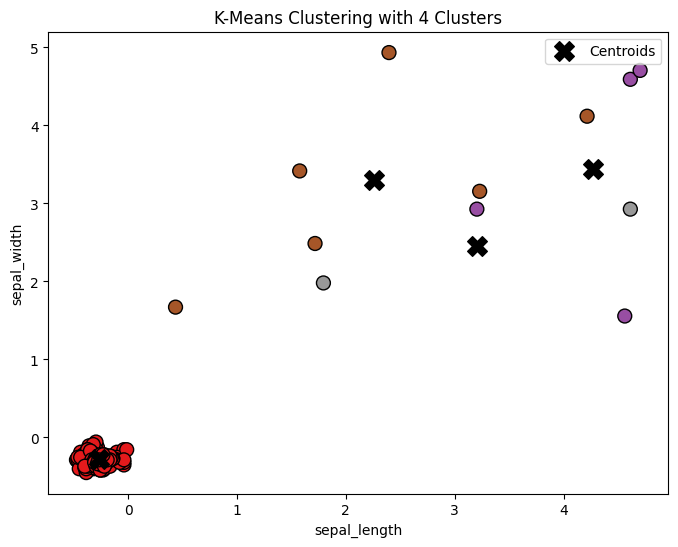 K-Means Clustering with 4 Clusters
Centroids
5
4
3
2
1
0
sepal_width
0
1
2
3
4
sepal_length